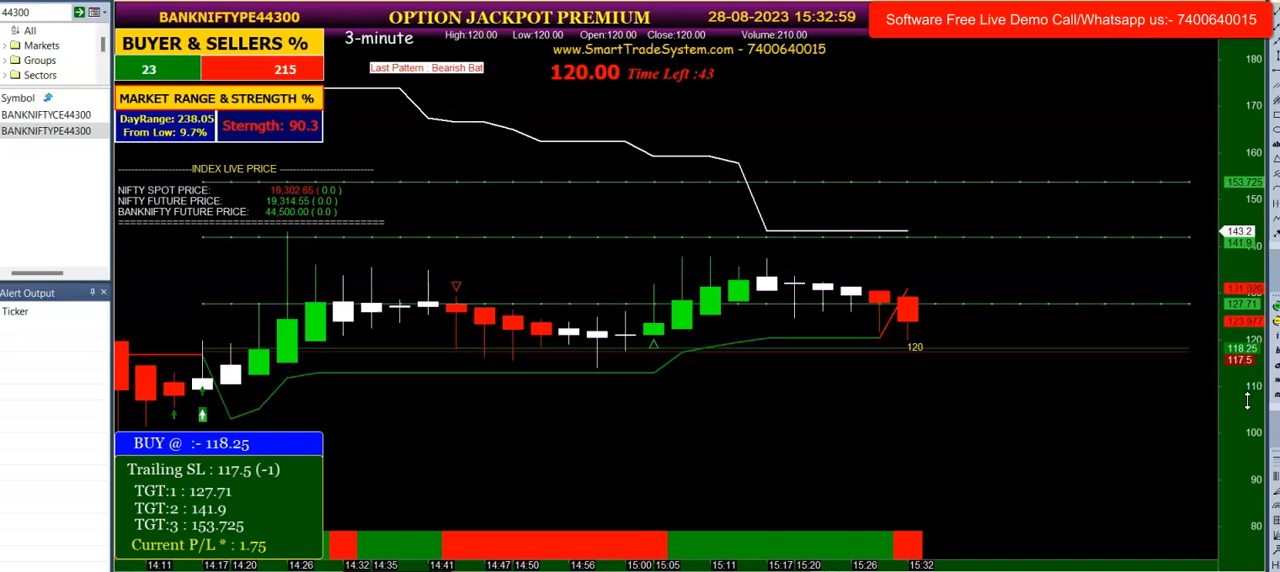 44300
BANKNIFTYPE44300
OPTION JACKPOT PREMIUM
28-08-2023 15:32:59
Software Free Live Demo Call/Whatsapp us:- 7400640015
All
Markets
Groups
Sectors
Symbol
BANKNIFTYCE44300
BANKNIFTYPE44300
Alert Output
Ticker
BUYER & SELLERS %
23
215
3-minute
High:120.00
Low:120.00
Open:120.00
Close:120.00
Volume:210.00
www.SmartTradeSystem.com - 7400640015
Last Pattern : Bearish Bat
120.00
Time Left :43
MARKET RANGE & STRENGTH %
DayRange: 238.05
From Low: 9.7%
Sterngth: 90.3
INDEX LIVE PRICE
NIFTY SPOT PRICE: 19,302.65 ( 0.0 )
NIFTY FUTURE PRICE: 19,314.55 ( 0.0 )
BANKNIFTY FUTURE PRICE: 44,500.00 ( 0.0 )
120
BUY @ :- 118.25
Trailing SL : 117.5 (-1)
TGT:1 : 127.71
TGT:2 : 141.9
TGT:3 : 153.725
Current P/L * : 1.75
180
170
160
153.725
150
143.2
141.9
127.71
123.977
120
118.25
117.5
110
100
90
80
14:11
14:17
14:20
14:26
14:32
14:35
14:41
14:47
14:50
14:56
15:00
15:05
15:11
15:17
15:20
15:26
15:32